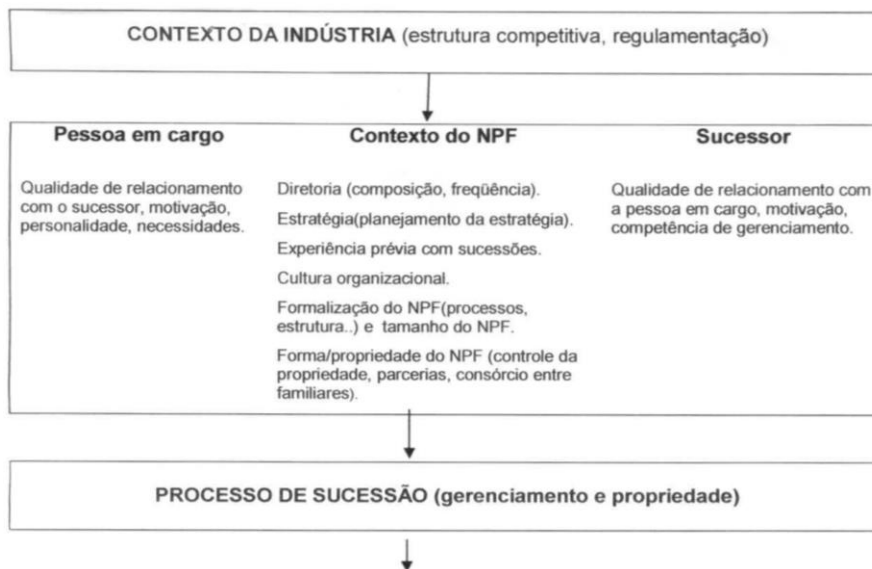 CONTEXTO DA INDÚSTRIA (estrutura competitiva, regulamentação)
Pessoa em cargo
Qualidade de relacionamento
com o sucessor, motivação,
personalidade, necessidades.
Contexto do NPF
Diretoria (composição, freqüência).
Estratégia(planejamento da estratégia).
Experiência prévia com sucessões.
Cultura organizacional.
Formalização do NPF(processos,
estrutura..) e tamanho do NPF.
Forma/propriedade do NPF (controle da
propriedade, parcerias, consórcio entre
familiares).
Sucessor
Qualidade de relacionamento com
a pessoa em cargo, motivação,
competência de gerenciamento.
PROCESSO DE SUCESSÃO (gerenciamento e propriedade)